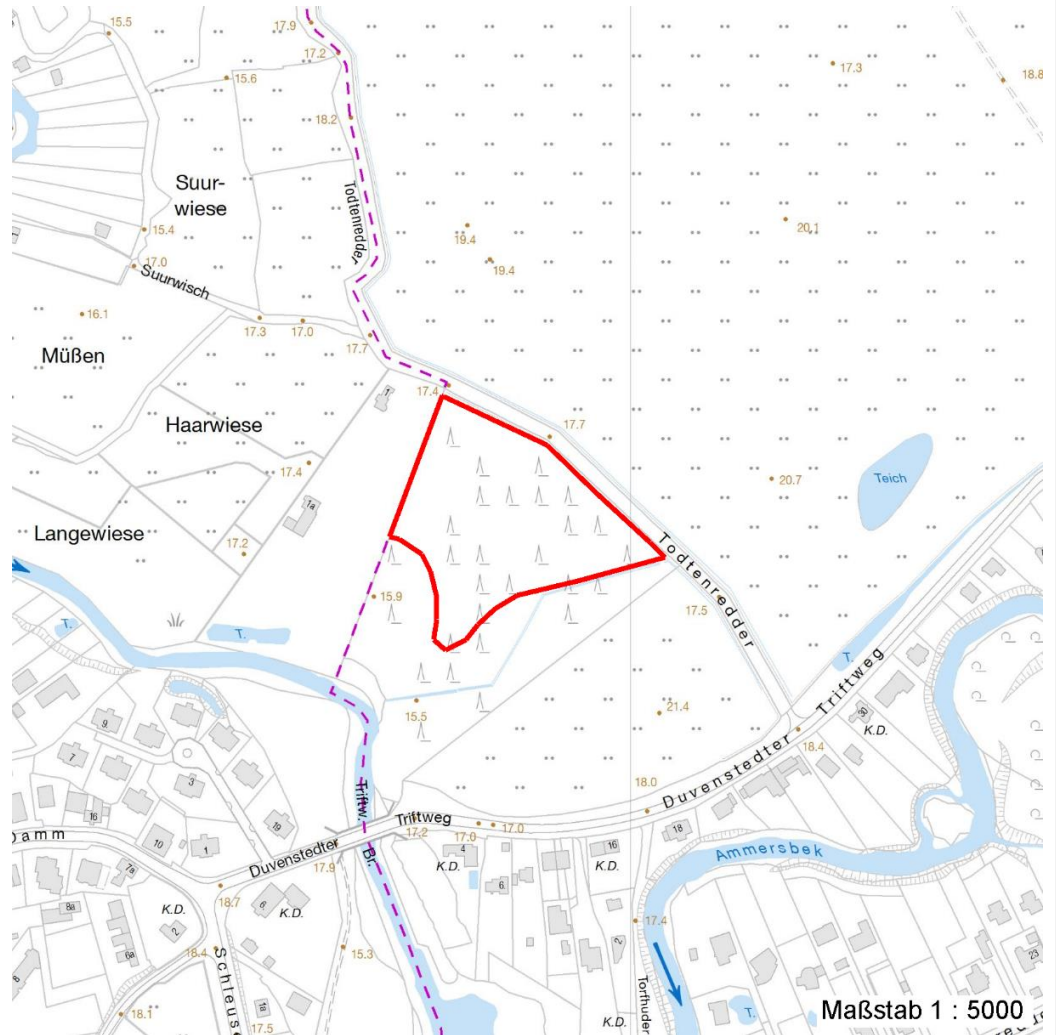 15.5
17.9
17.2
17.3
18.8
15.6
18.2
Suur-
wiese
Todtenredder
15.4
19.4
20.1
17.0
19.4
Suurwisch
16.1
17.3
17.0
17.7
Müßen
17.4
1
Haarwiese
17.7
17.4
20.7
Teich
1a
Langewiese
17.2
Todtenredder
15.9
17.5
T.
T.
T.
15.5
21.4
Duvenstedter Triftweg
30
K.D.
18.4
9
7
3
18.0
Triftw.
Br.
Triftweg
17.2
17.0
17.0
16
19
18
Damm
10
1
Duvenstedter
17.9
K.D.
4
6
16
K.D.
Ammersbek
7a
18.7
8a
K.D.
2
6
K.D.
17.4
6a
18.4
15.3
2
23
8
Schleuse
Torfhuder
18.1
17.5
1a
K.D.
T.
Maßstab 1 : 5000